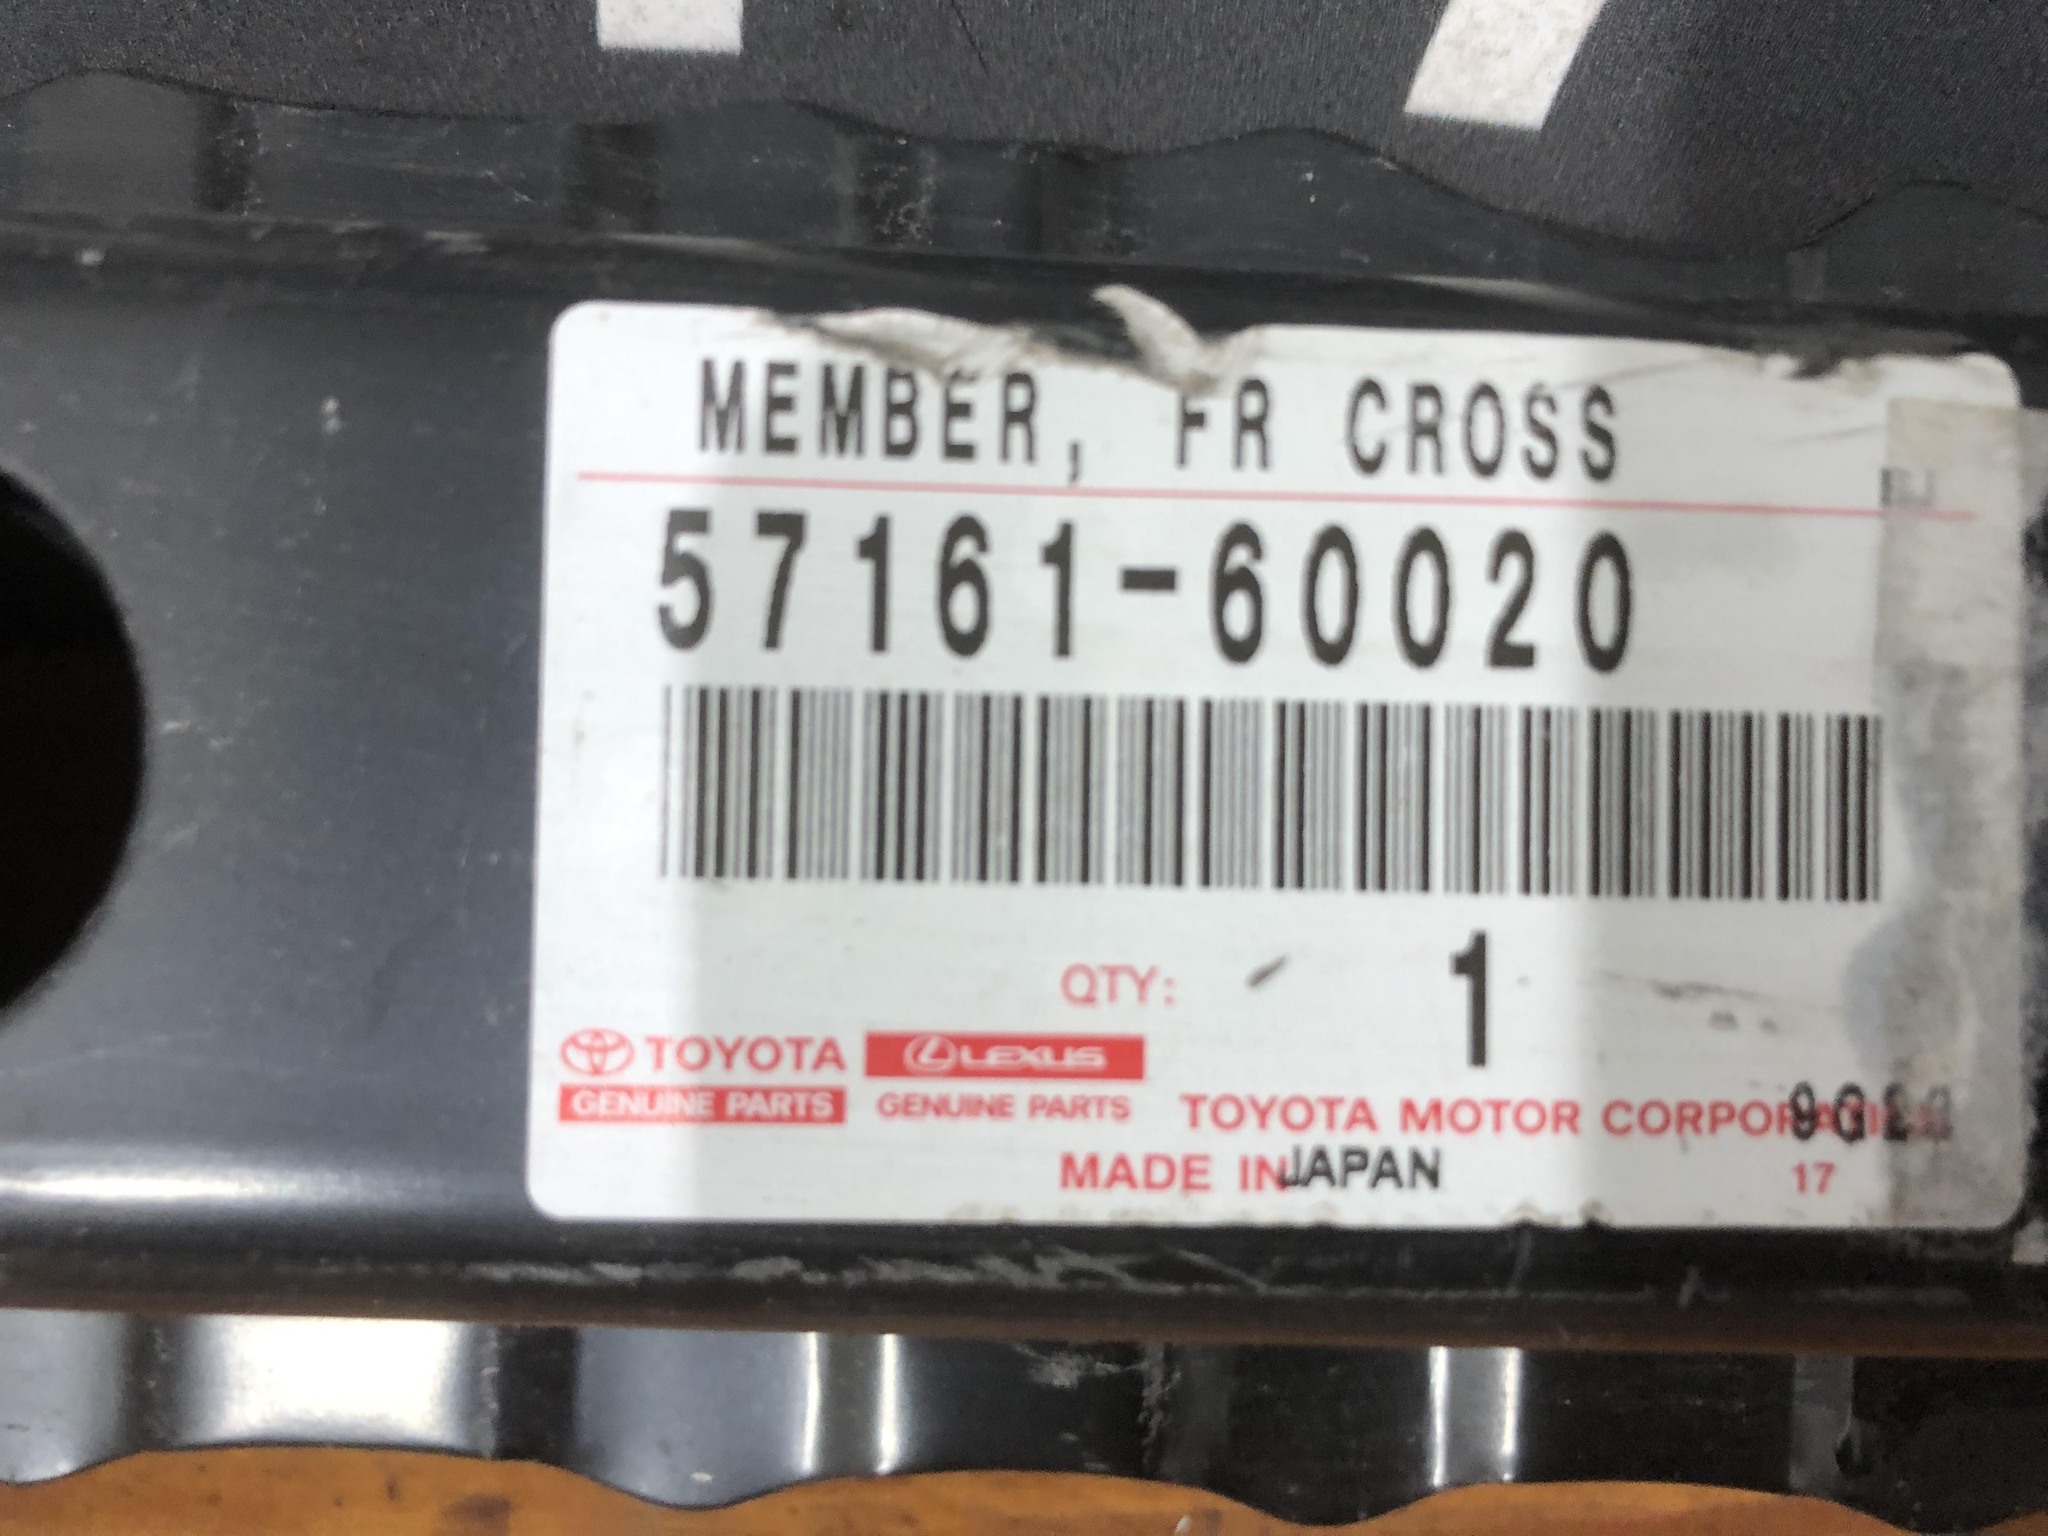 MEMBER, FR CROSS
57161-60020
QTY: 1
TOYOTA LEXUS
GENUINE PARTS GENUINE PARTS TOYOTA MOTOR CORPORATION
MADE IN JAPAN 17